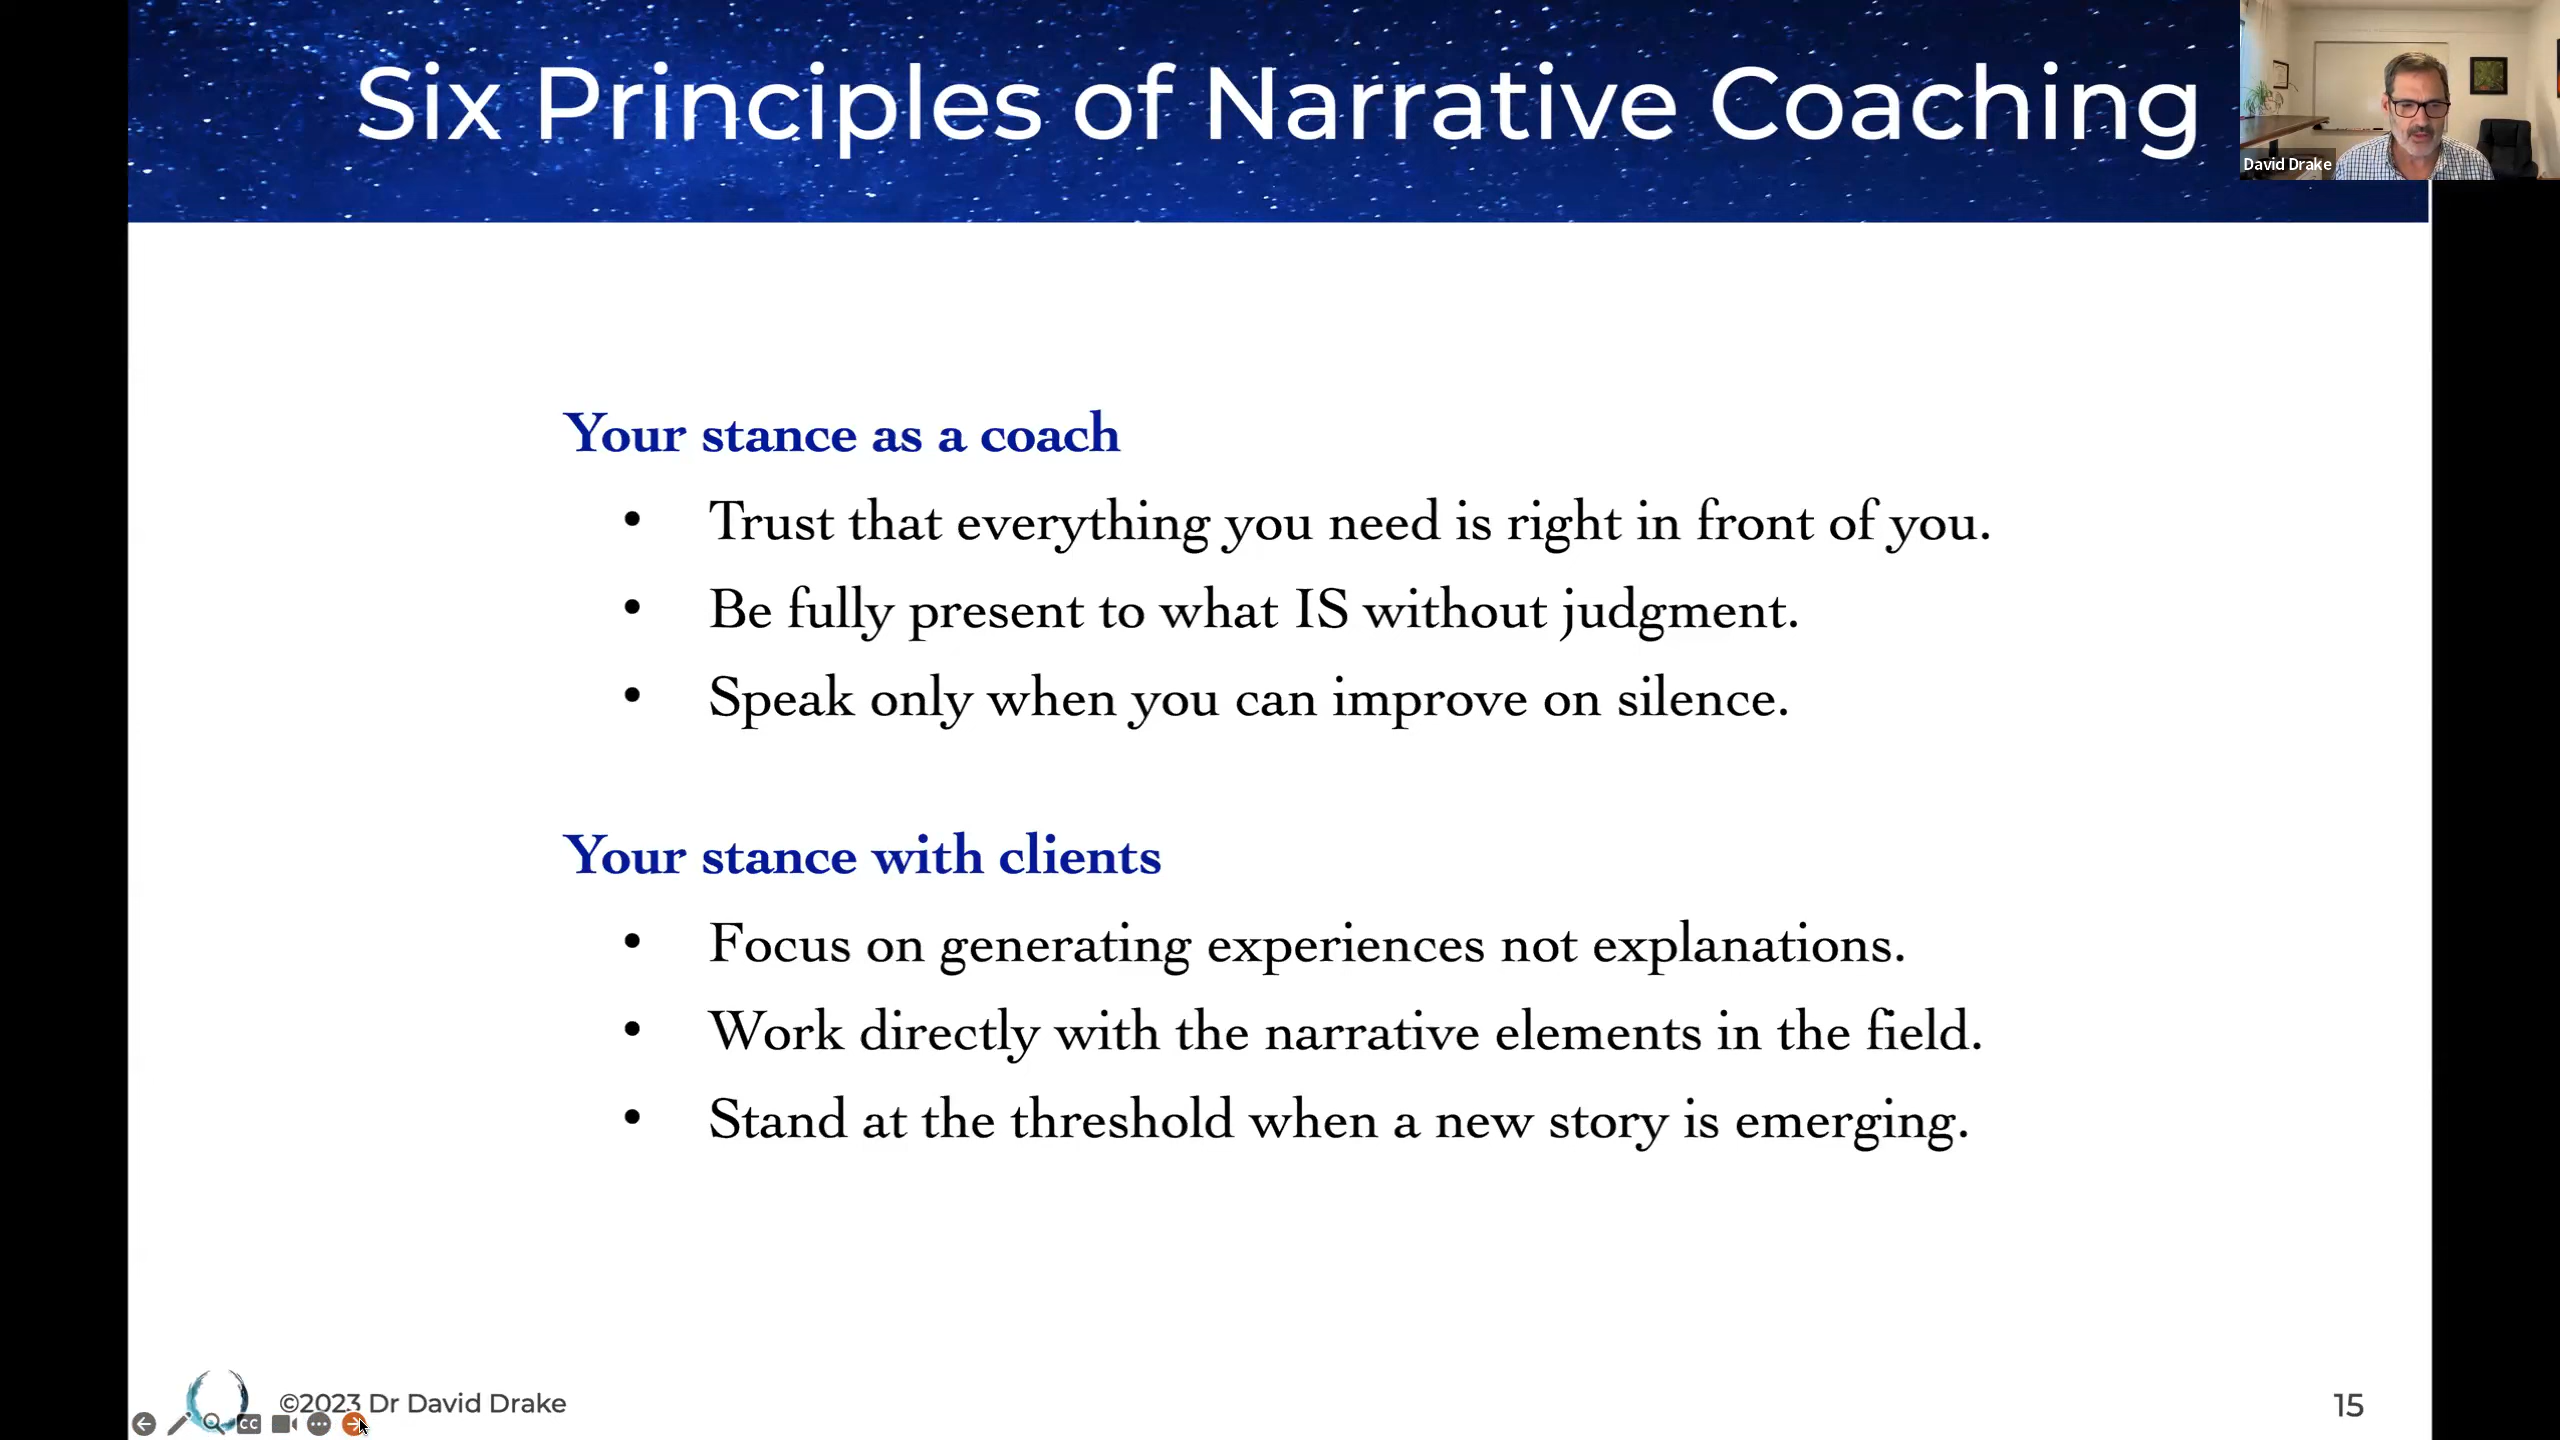 Six Principles of Narrative Coaching
David Drake
Your stance as a coach
• Trust that everything you need is right in front of you.
• Be fully present to what IS without judgment.
• Speak only when you can improve on silence.
Your stance with clients
• Focus on generating experiences not explanations.
• Work directly with the narrative elements in the field.
• Stand at the threshold when a new story is emerging.
©2023 Dr David Drake
CC
15